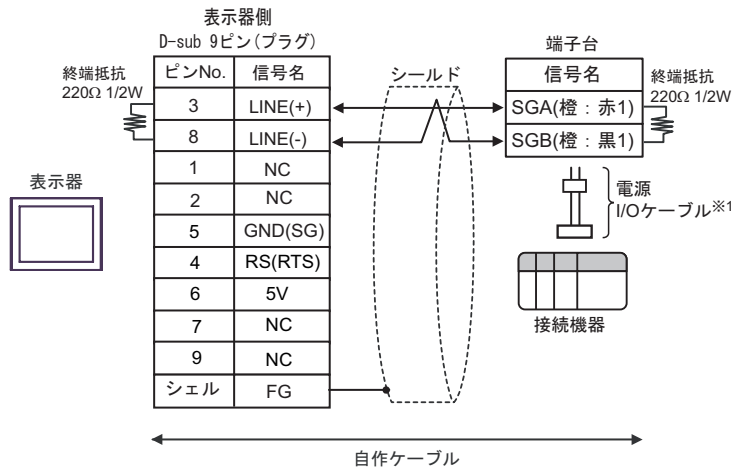 表示器側
D-sub 9ピン(プラグ)
端子台
終端抵抗
220Ω 1/2W
ピンNo. 信号名
シールド
信号名
終端抵抗
220Ω 1/2W
3 LINE(+)
SGA(橙：赤1)
8 LINE(-)
SGB(橙：黒1)
1 NC
表示器
2 NC
電源
I/Oケーブル※1
5 GND(SG)
4 RS(RTS)
6 5V
7 NC
接続機器
9 NC
シェル FG
自作ケーブル